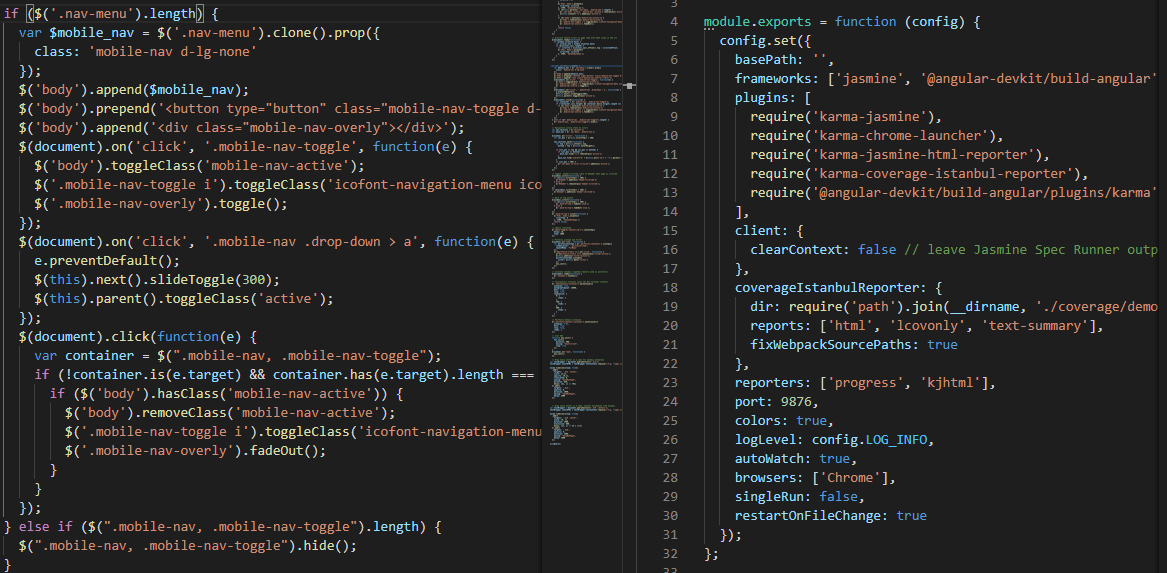 if ($('.nav-menu').length) {
var $mobile_nav = $('.nav-menu').clone().prop({
class: 'mobile-nav d-lg-none'
});
$('body').append($mobile_nav);
$('body').prepend('<button type="button" class="mobile-nav-toggle d-
$('body').append('<div class="mobile-nav-overly"></div>');
$(document).on('click', '.mobile-nav-toggle', function(e) {
$('body').toggleClass('mobile-nav-active');
$('.mobile-nav-toggle i').toggleClass('icofont-navigation-menu ico
$('.mobile-nav-overly').toggle();
});
$(document).on('click', '.mobile-nav .drop-down > a', function(e) {
e.preventDefault();
$(this).next().slideToggle(300);
$(this).parent().toggleClass('active');
});
$(document).click(function(e) {
var container = $(".mobile-nav, .mobile-nav-toggle");
if (!container.is(e.target) && container.has(e.target).length ===
if ($('body').hasClass('mobile-nav-active')) {
$('body').removeClass('mobile-nav-active');
$('.mobile-nav-toggle i').toggleClass('icofont-navigation-menu
$('.mobile-nav-overly').fadeOut();
}
}
});
} else if ($(".mobile-nav, .mobile-nav-toggle").length) {
$(".mobile-nav, .mobile-nav-toggle").hide();
}
3
4 module.exports = function (config) {
5 config.set({
6 basePath: '',
7 frameworks: ['jasmine', '@angular-devkit/build-angular'
8 plugins: [
9 require('karma-jasmine'),
10 require('karma-chrome-launcher'),
11 require('karma-jasmine-html-reporter'),
12 require('karma-coverage-istanbul-reporter'),
13 require('@angular-devkit/build-angular/plugins/karma'
14 ],
15 client: {
16 clearContext: false // leave Jasmine Spec Runner outp
17 },
18 coverageIstanbulReporter: {
19 dir: require('path').join(__dirname, './coverage/demo
20 reports: ['html', 'lcovonly', 'text-summary'],
21 fixWebpackSourcePaths: true
22 },
23 reporters: ['progress', 'kjhtml'],
24 port: 9876,
25 colors: true,
26 logLevel: config.LOG_INFO,
27 autoWatch: true,
28 browsers: ['Chrome'],
29 singleRun: false,
30 restartOnFileChange: true
31 });
32 };
33